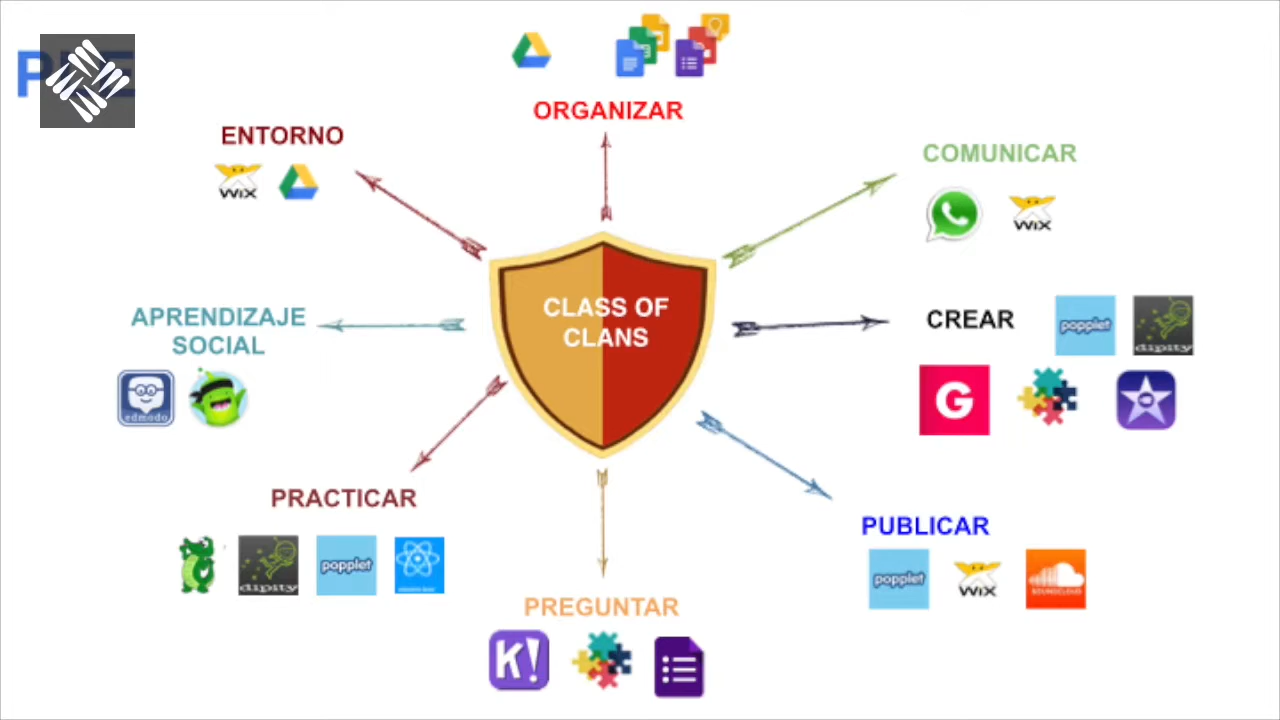 ORGANIZAR
ENTORNO
WiX
COMUNICAR
WiX
CLASS OF
CLANS
APRENDIZAJE
SOCIAL
edmodo
CREAR
popplet
dipity
G
PRACTICAR
dipity
popplet
PUBLICAR
popplet
WiX
SOUNDCLOUD
PREGUNTAR
K!